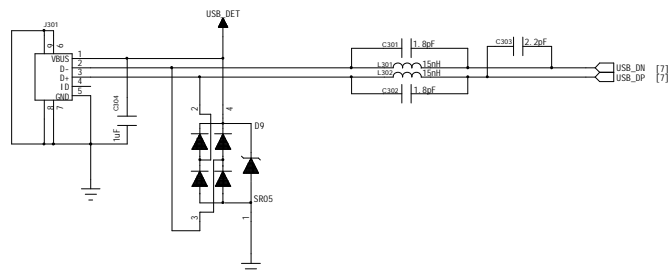 USB_DET
J301
9 6
VBUS 1
D- 2
D+ 3
ID 4
GND 5
8 7
C304
1uF
2
4
D9
SR05
3
1
C301 1.8pF
L301 15nH
L302 15nH
C302 1.8pF
C303 2.2pF
USB_DN [7]
USB_DP [7]